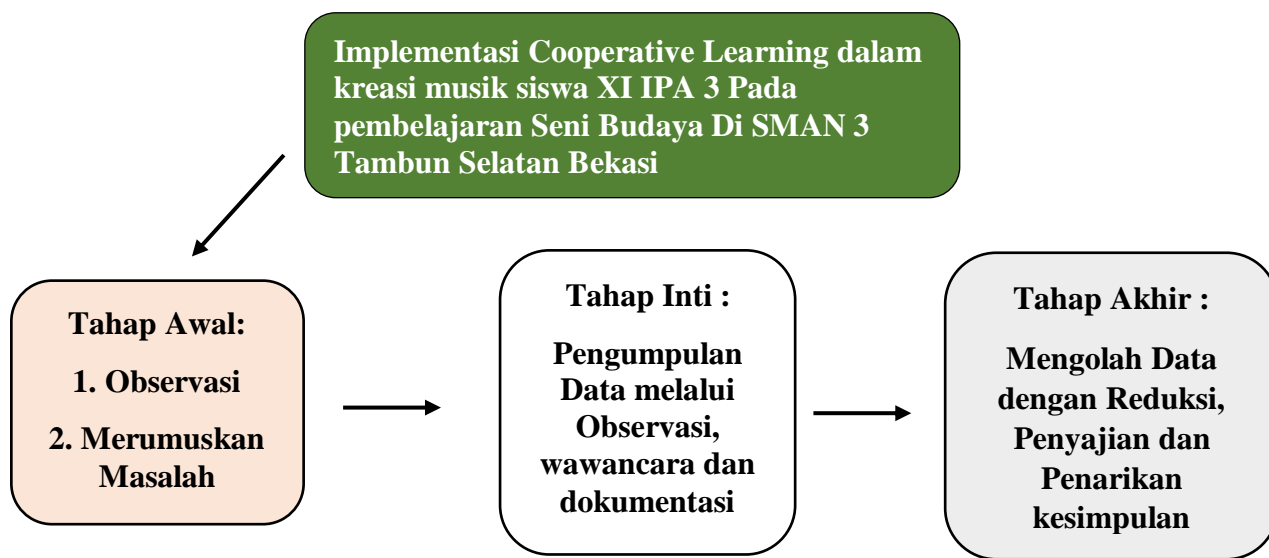 Implementasi Cooperative Learning dalam
kreasi musik siswa XI IPA 3 Pada
pembelajaran Seni Budaya Di SMAN 3
Tambun Selatan Bekasi
Tahap Awal:
1. Observasi
2. Merumuskan
Masalah
Tahap Inti :
Pengumpulan
Data melalui
Observasi,
wawancara dan
dokumentasi
Tahap Akhir :
Mengolah Data
dengan Reduksi,
Penyajian dan
Penarikan
kesimpulan